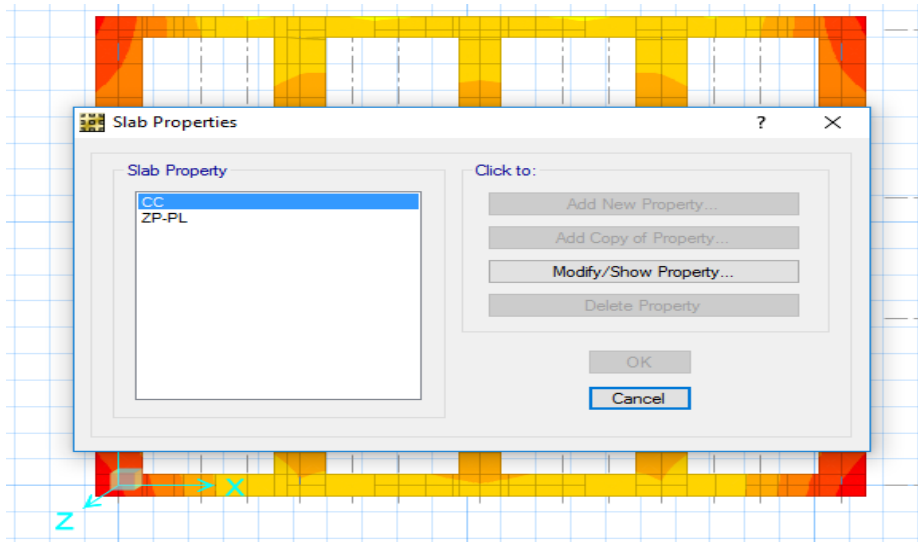 Slab Properties
?
Slab Property
CC
ZP-PL
Click to:
Add New Property...
Add Copy of Property...
Modify/Show Property...
Delete Property
OK
Cancel
X
Z